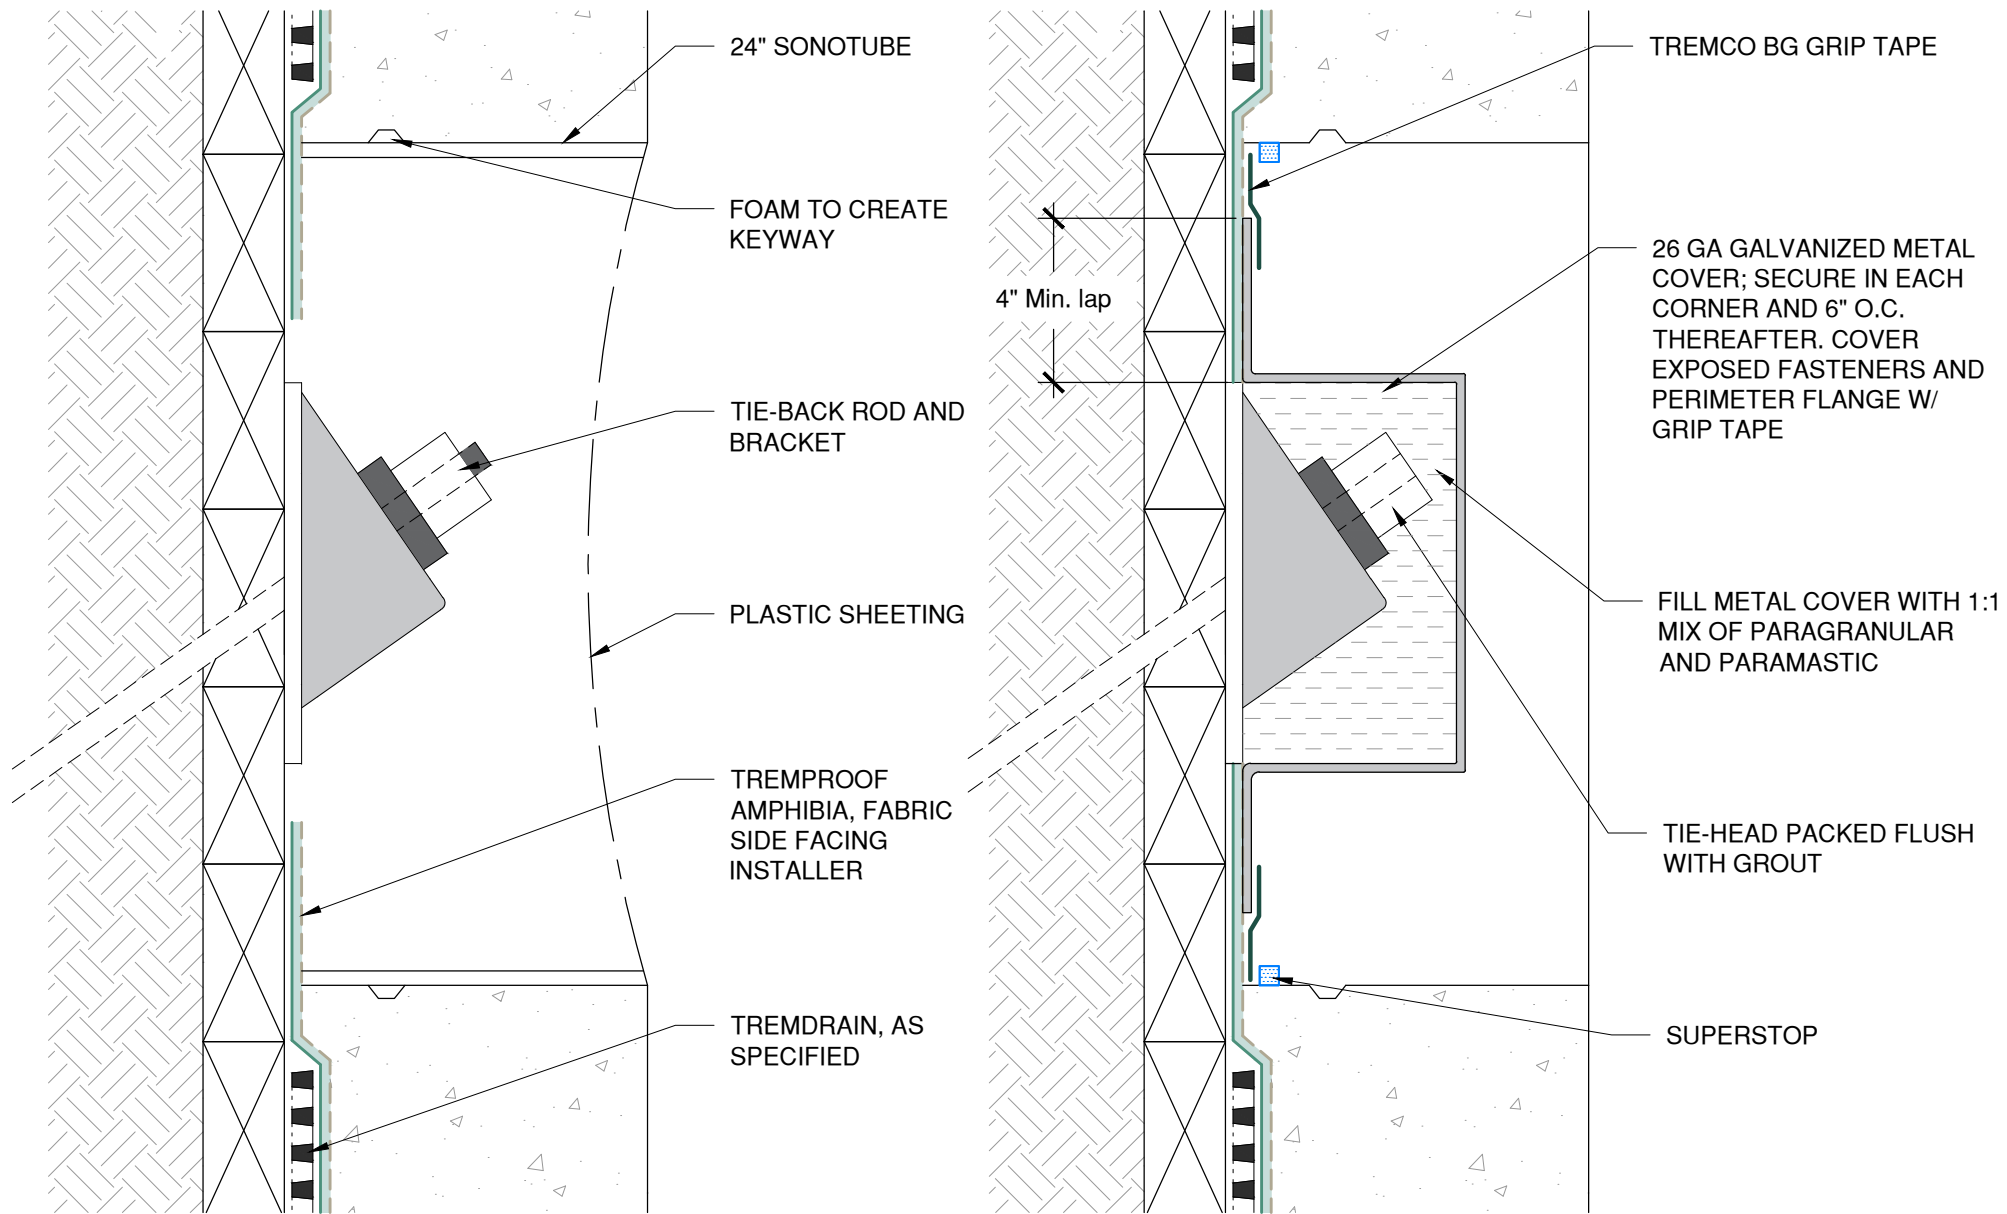 24" SONOTUBE
FOAM TO CREATE
KEYWAY
TIE-BACK ROD AND
BRACKET
PLASTIC SHEETING
TREMPROOF
AMPHIBIA, FABRIC
SIDE FACING
INSTALLER
TREMDRAIN, AS
SPECIFIED
4" Min. lap
TREMCO BG GRIP TAPE
26 GA GALVANIZED METAL
COVER; SECURE IN EACH
CORNER AND 6" O.C.
THEREAFTER. COVER
EXPOSED FASTENERS AND
PERIMETER FLANGE W/
GRIP TAPE
FILL METAL COVER WITH 1:1
MIX OF PARAGRANULAR
AND PARAMASTIC
TIE-HEAD PACKED FLUSH
WITH GROUT
SUPERSTOP